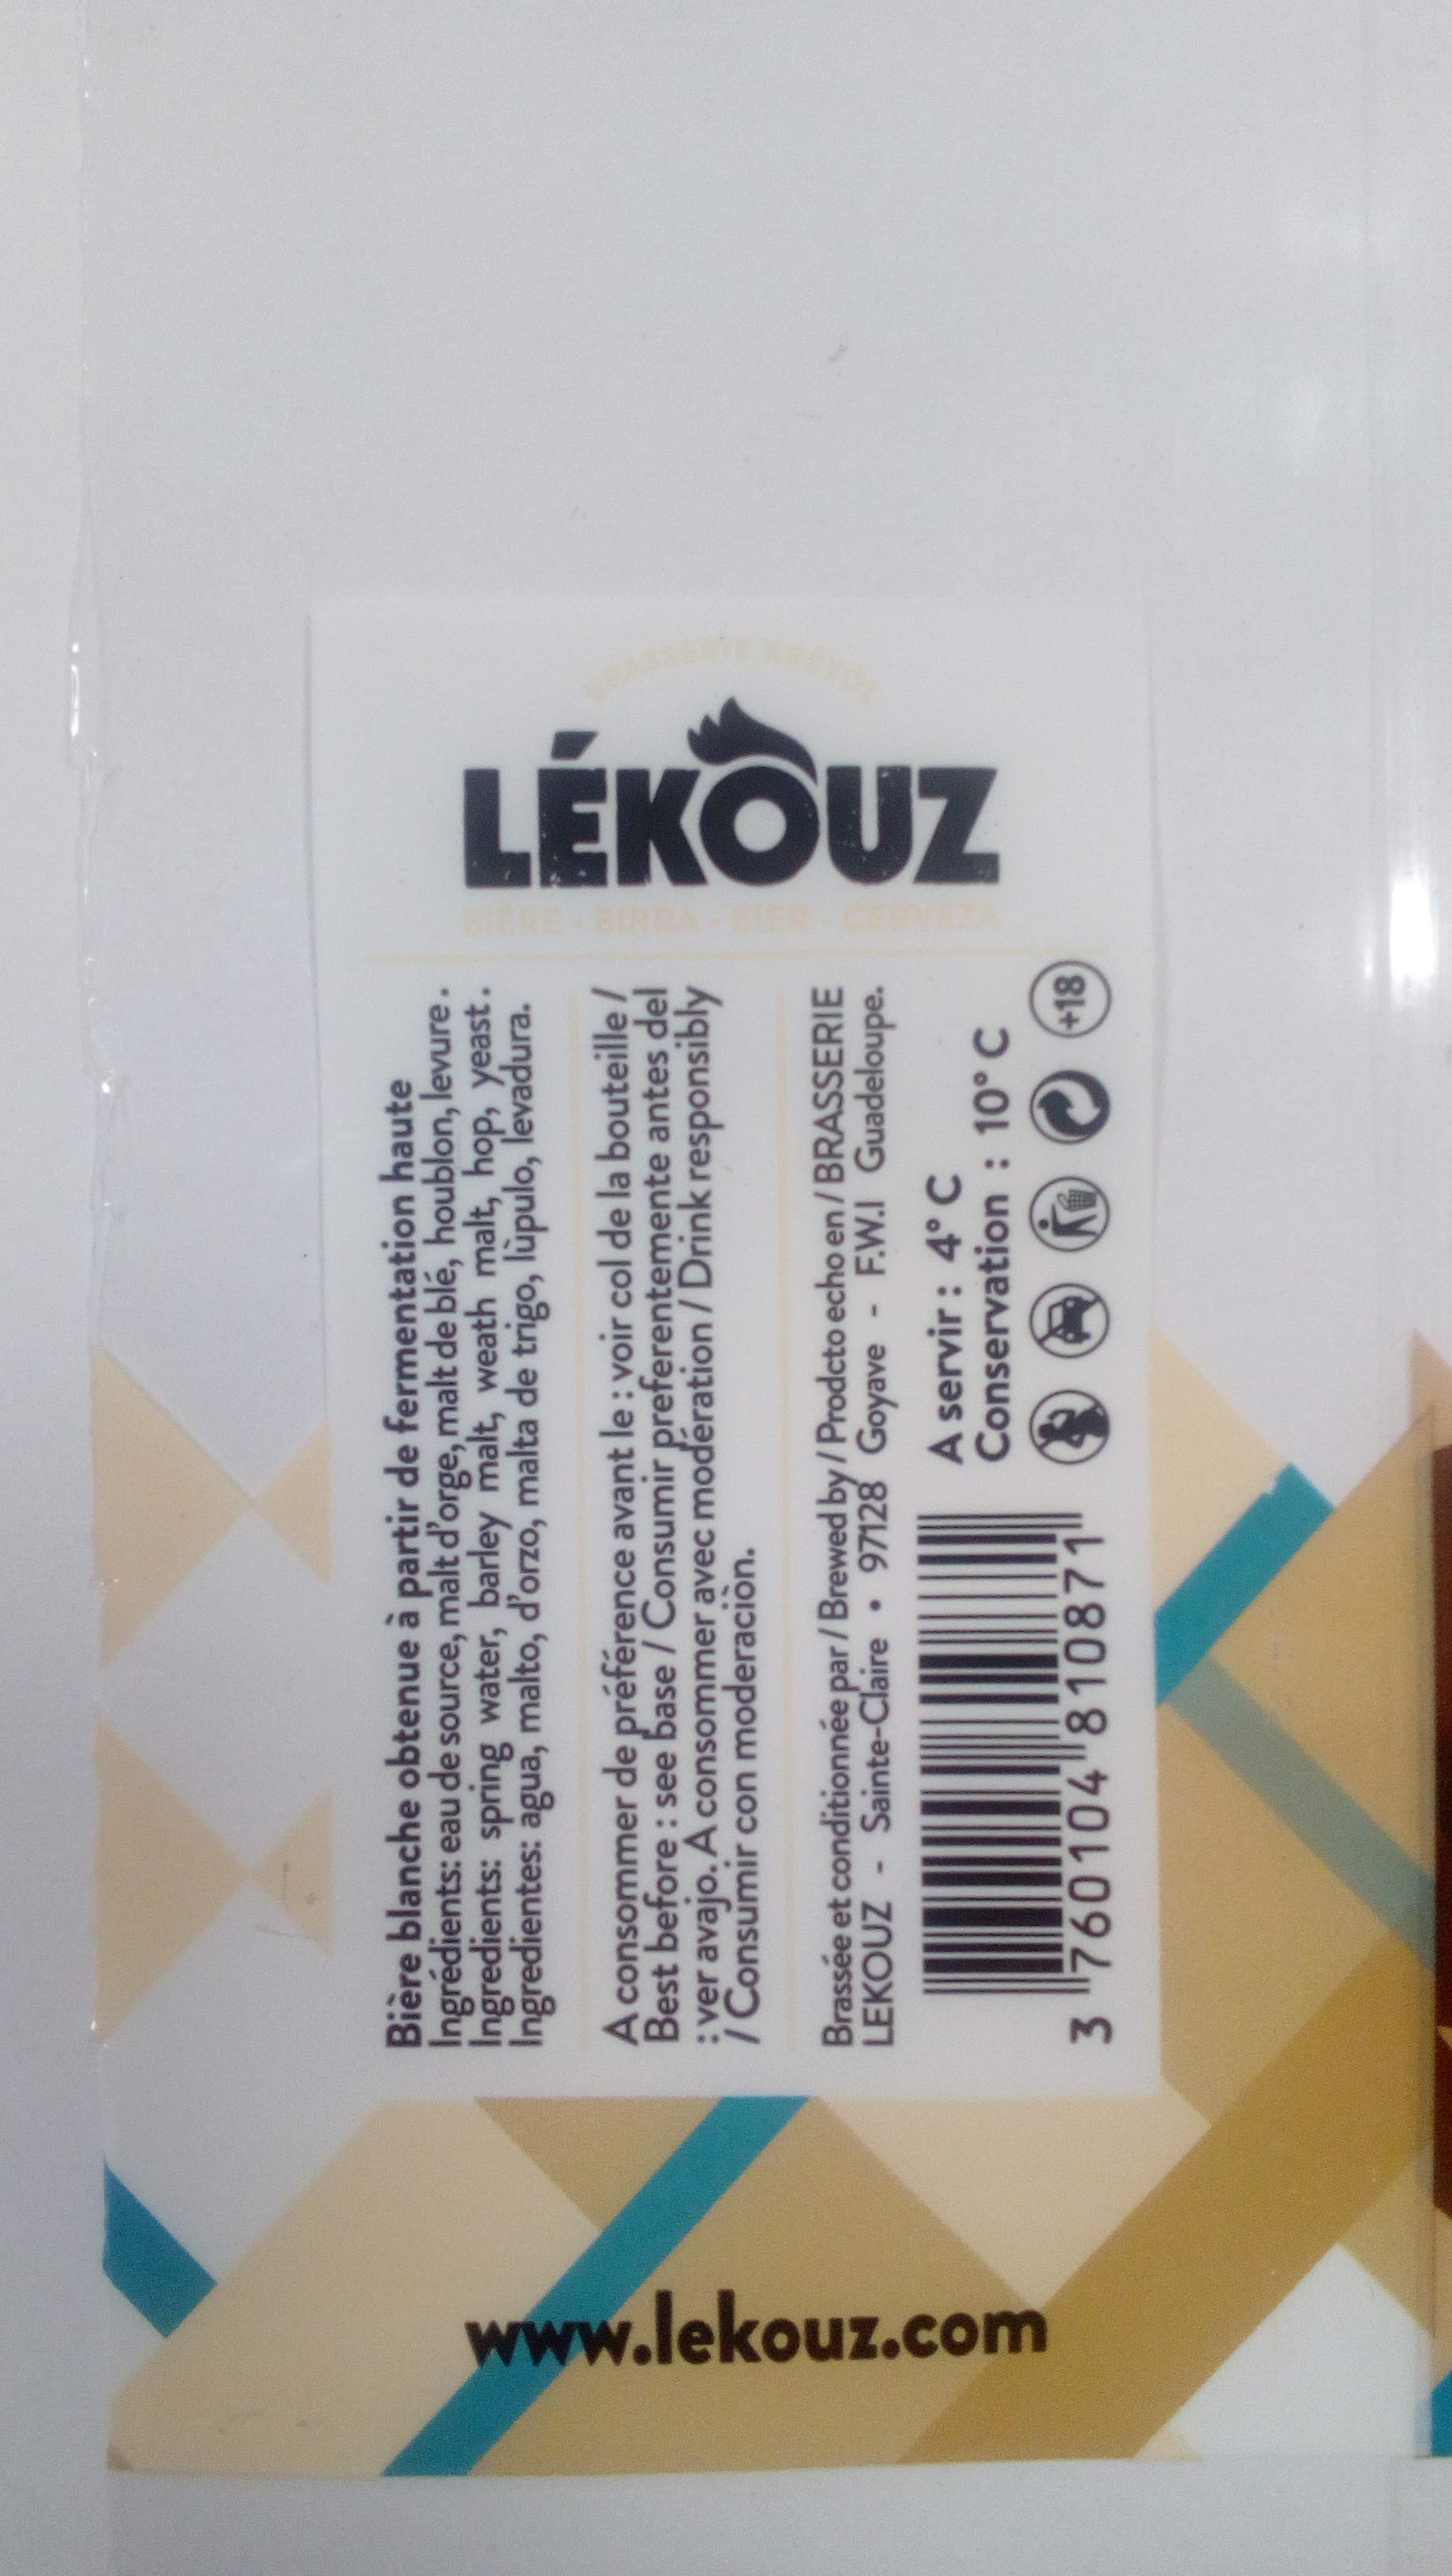 BRASSERIE KRÉYOL
LÉKOUZ
BIÈRE - BIRRA - BIER - CERVEZA
Bière blanche obtenue à partir de fermentation haute
Ingrédients: eau de source, malt d'orge, malt de blé, houblon, levure.
Ingredients: spring water, barley malt, weath malt, hop, yeast.
Ingredientes: agua, malto, d'orzo, malta de trigo, lùpulo, levadura.
A consommer de préférence avant le : voir col de la bouteille /
Best before : see base / Consumir preferentemente antes del
: ver avajo. A consommer avec modération / Drink responsibly
/ Consumir con moderaciòn.
Brassée et conditionnée par / Brewed by / Prodcto echo en / BRASSERIE
LEKOUZ - Sainte-Claire • 97128 Goyave - F.W.I Guadeloupe.
A servir : 4° C
Conservation : 10° C
+18
3 760104 810871
www.lekouz.com